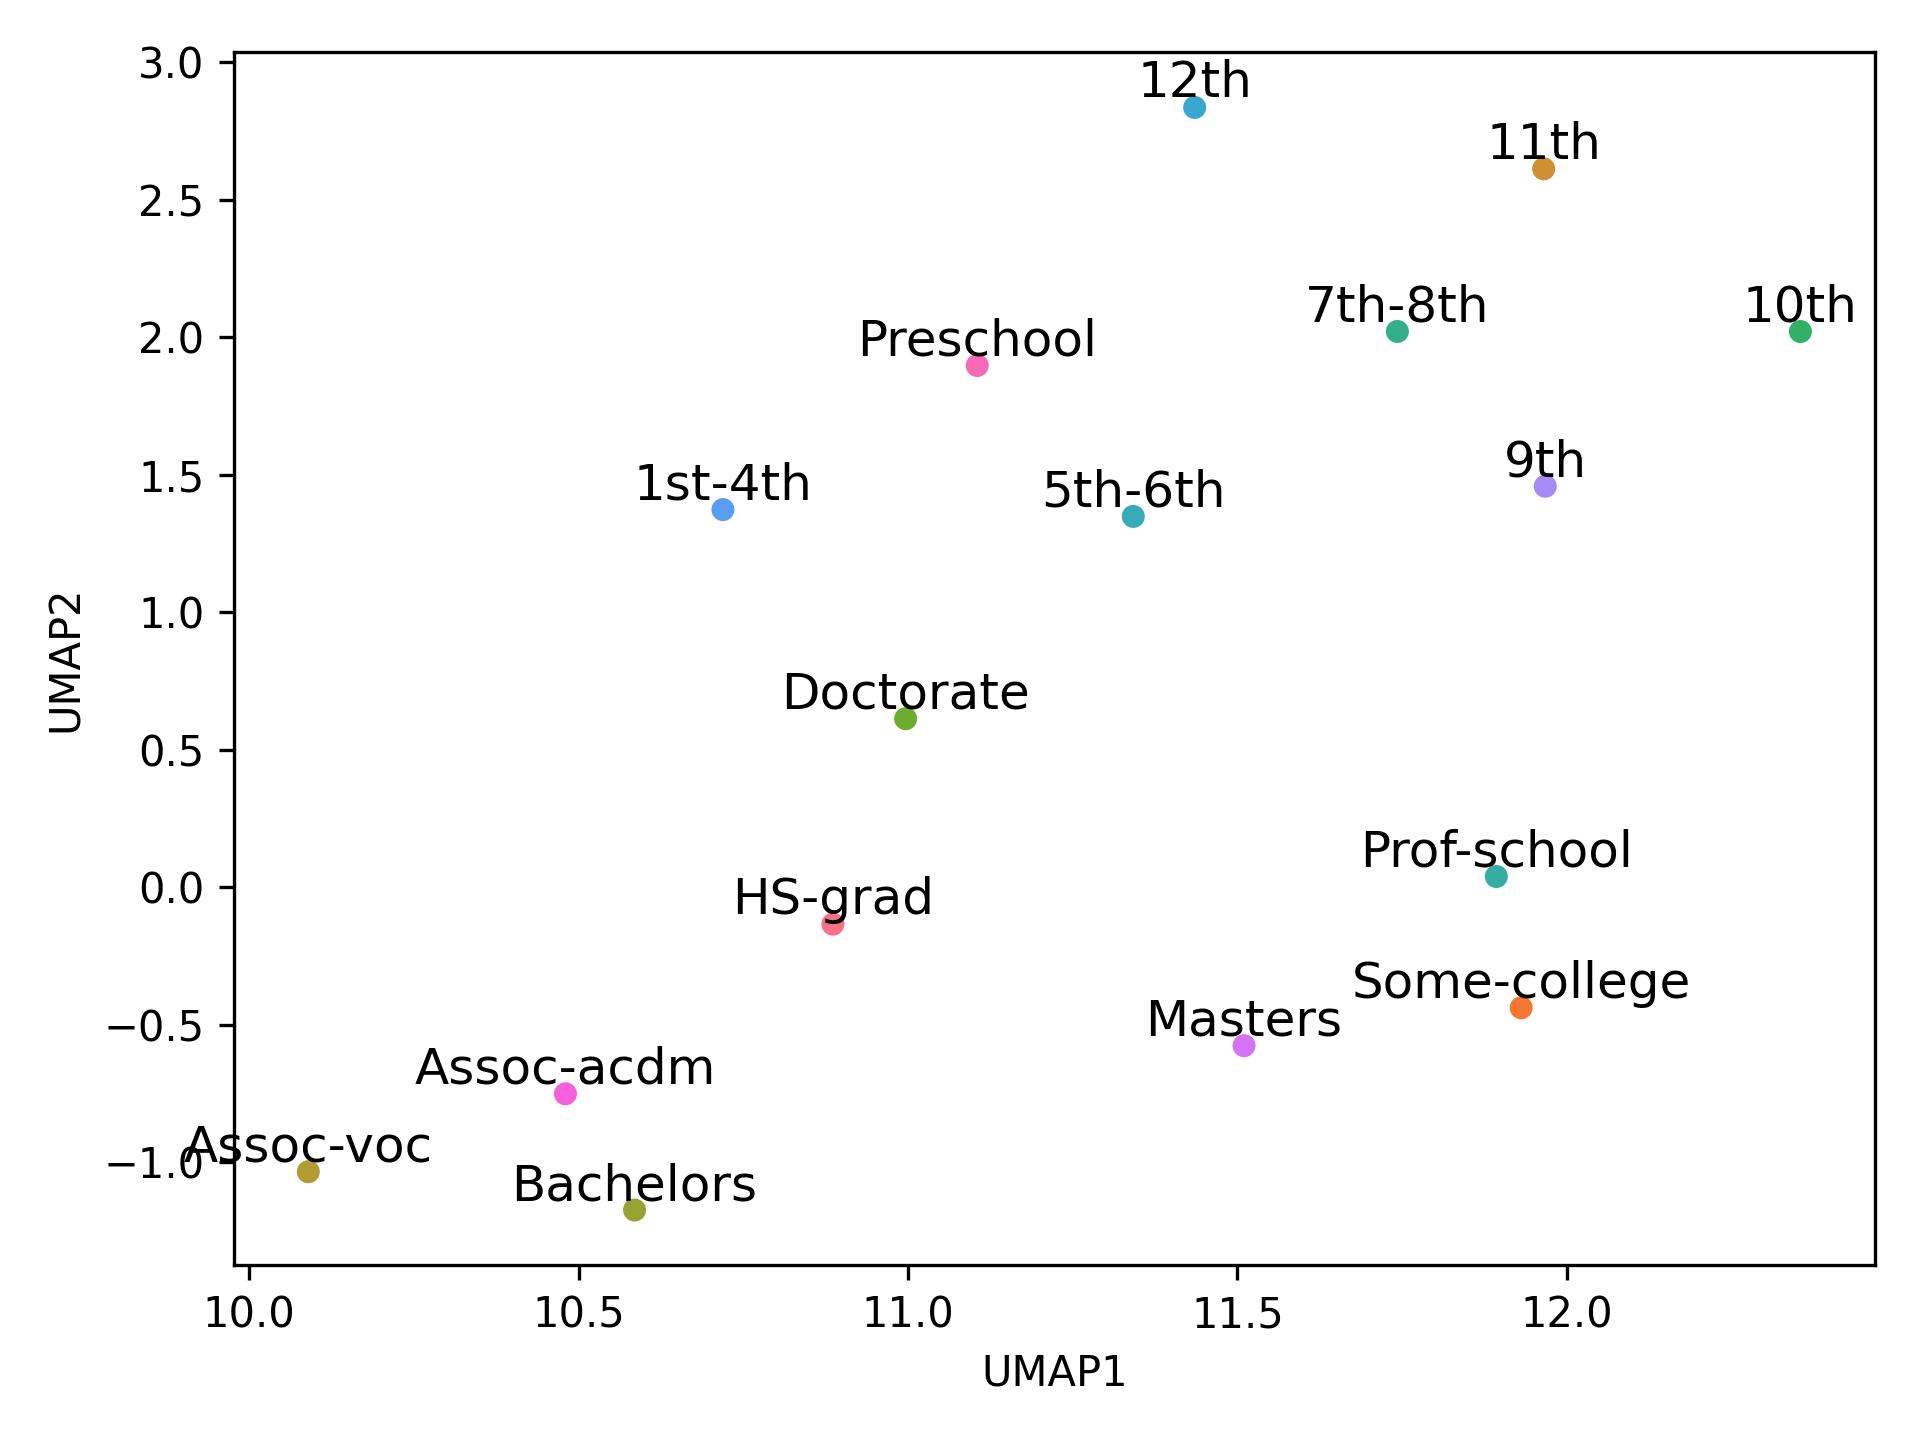 3.0
12th
11th
2.5
7th-8th
10th
2.0
Preschool
1.5
1st-4th
5th-6th
9th
1.0
UMAP2
Doctorate
0.5
Prof-school
0.0
HS-grad
Some-college
−0.5
Masters
Assoc-acdm
Assoc-voc
−1.0
Bachelors
10.0 10.5 11.0 11.5 12.0
UMAP1